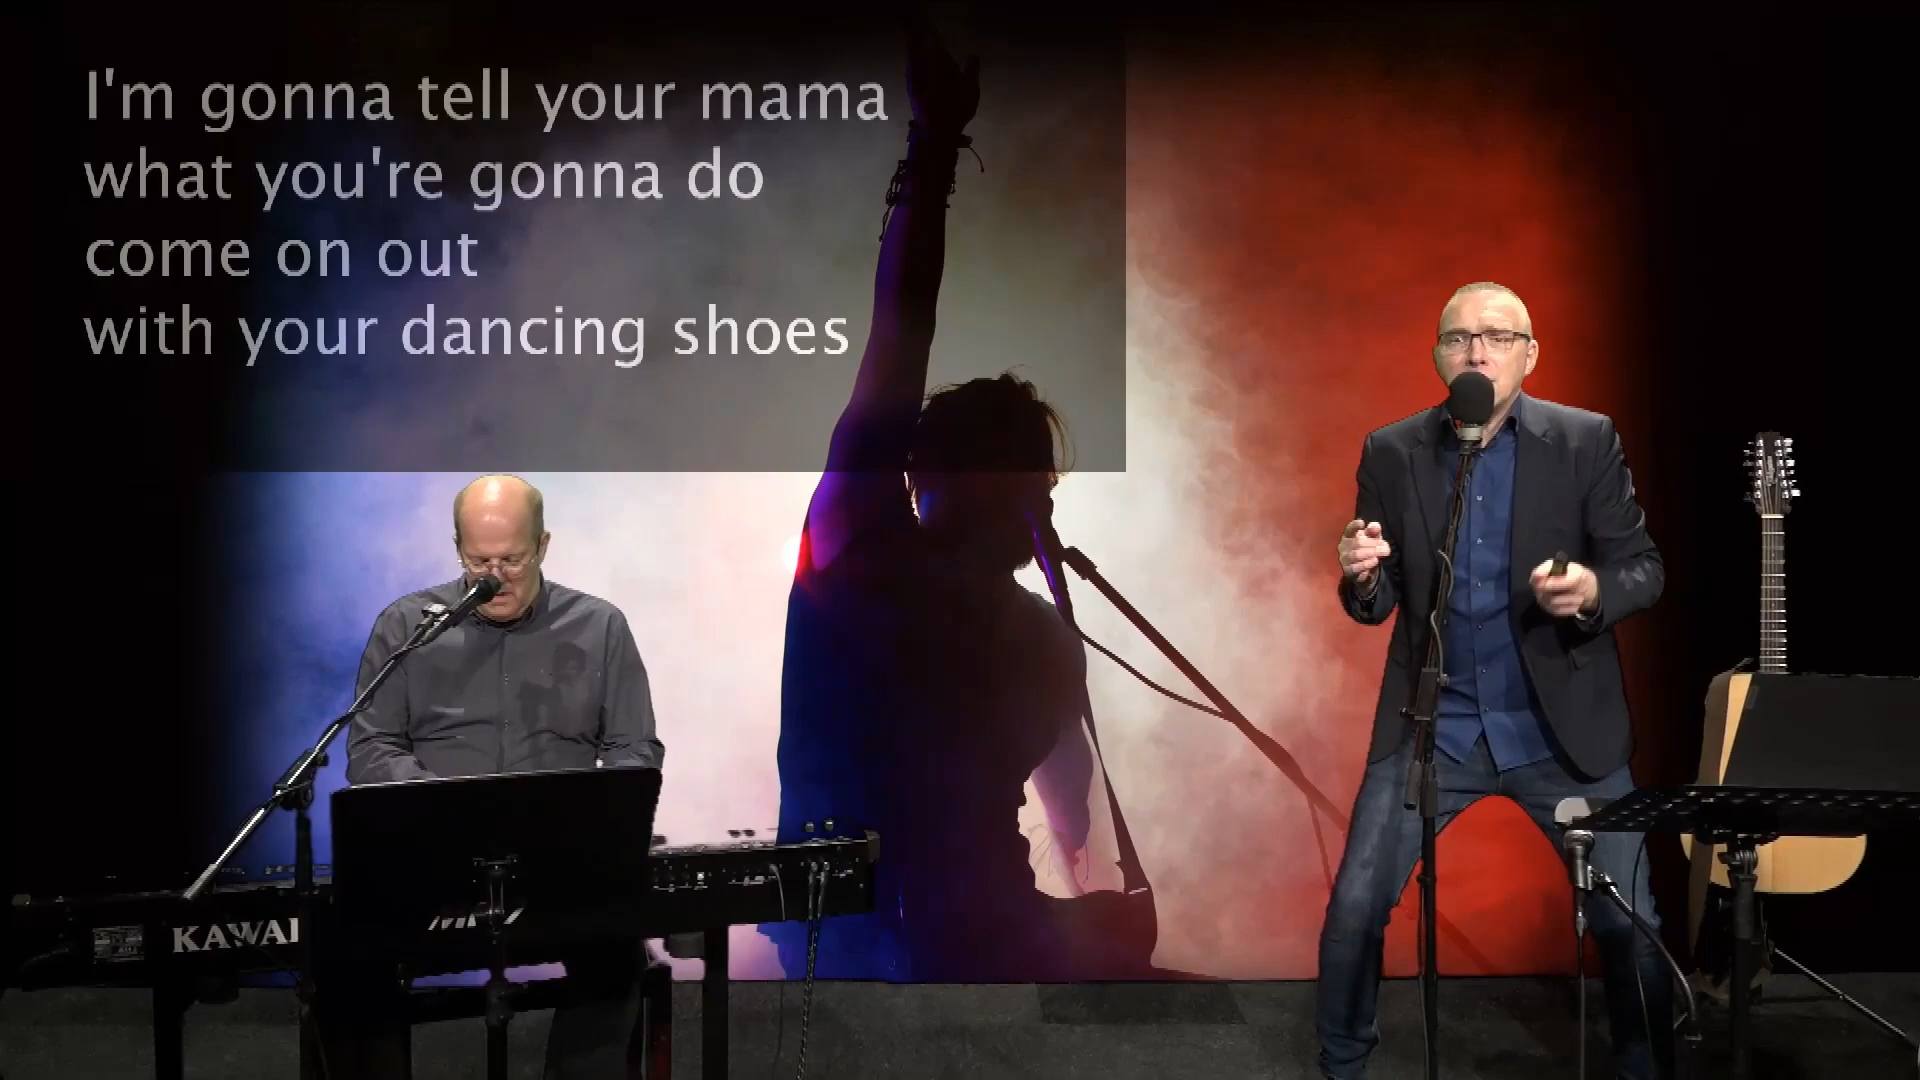 I'm gonna tell your mama
what you're gonna do
come on out
with your dancing shoes
KAWAI